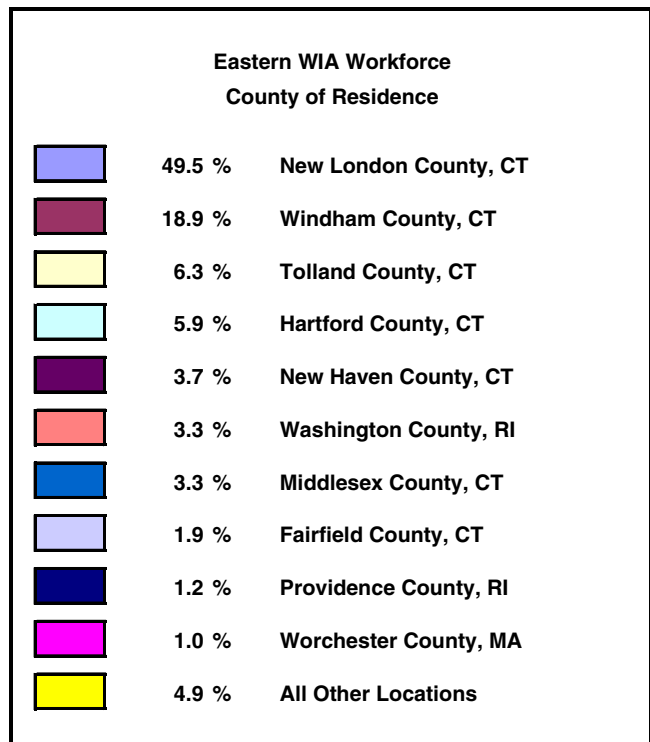 Eastern WIA Workforce
County of Residence
49.5 % New London County, CT
18.9 % Windham County, CT
6.3 % Tolland County, CT
5.9 % Hartford County, CT
3.7 % New Haven County, CT
3.3 % Washington County, RI
3.3 % Middlesex County, CT
1.9 % Fairfield County, CT
1.2 % Providence County, RI
1.0 % Worchester County, MA
4.9 % All Other Locations